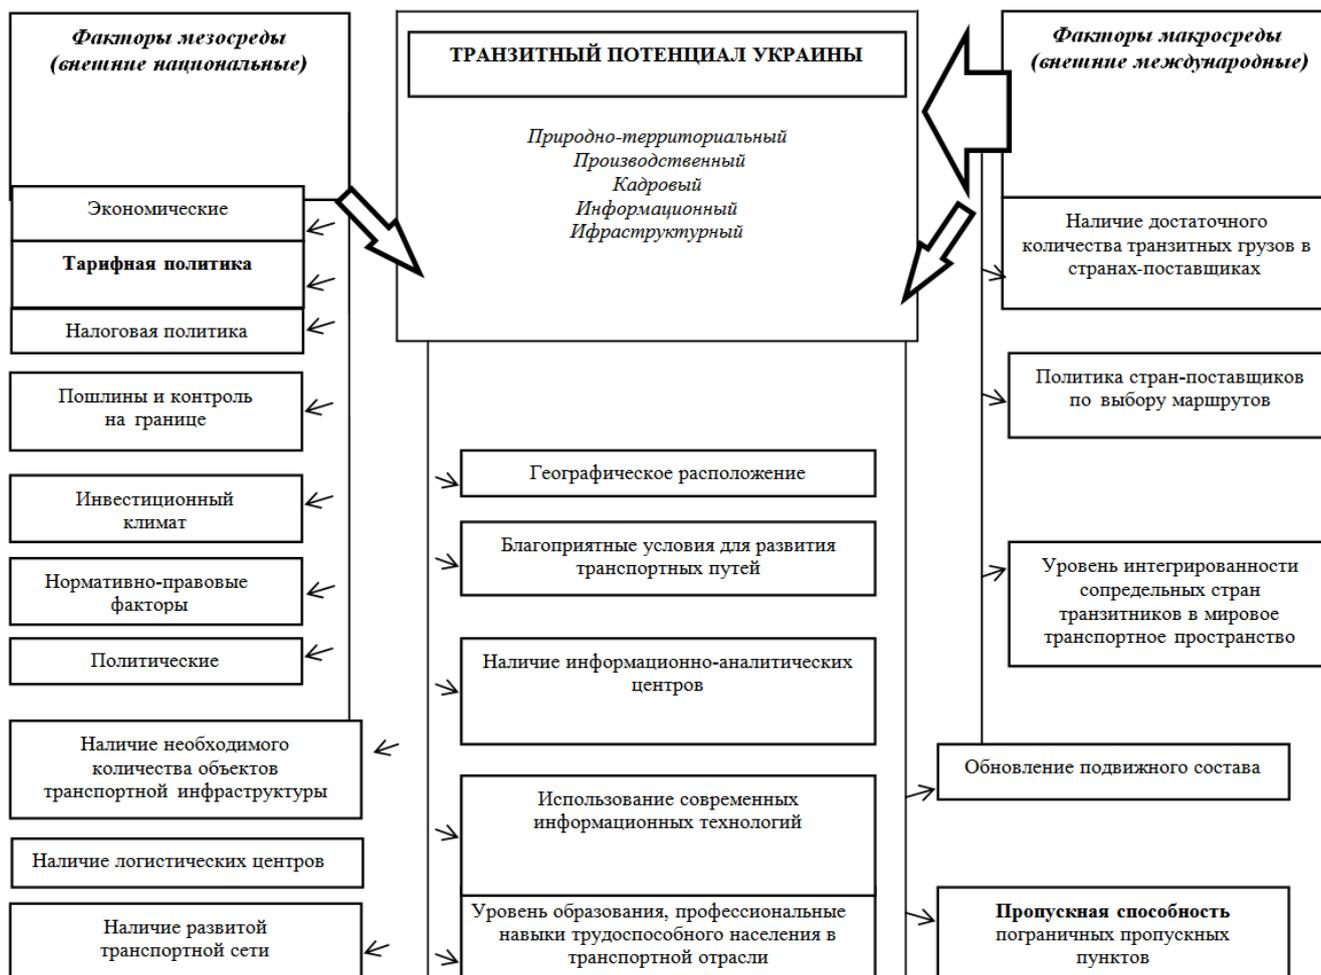 Факторы мезосреды
(внешние национальные)
Экономические
Тарифная политика
Налоговая политика
Пошлины и контроль
на границе
Инвестиционный
климат
Нормативно-правовые
факторы
Политические
Наличие необходимого
количества объектов
транспортной инфраструктуры
Наличие логистических центров
Наличие развитой
транспортной сети
ТРАНЗИТНЫЙ ПОТЕНЦИАЛ УКРАИНЫ
Природно-территориальный
Производственный
Кадровый
Информационный
Ифраструктурный
Географическое расположение
Благоприятные условия для развития
транспортных путей
Наличие информационно-аналитических
центров
Использование современных
информационных технологий
Уровень образования, профессиональные
навыки трудоспособного населения в
транспортной отрасли
Факторы макросреды
(внешние международные)
Наличие достаточного
количества транзитных грузов в
странах-поставщиках
Политика стран-поставщиков
по выбору маршрутов
Уровень интегрированности
сопредельных стран
транзитников в мировое
транспортное пространство
Обновление подвижного состава
Пропускная способность
пограничных пропускных
пунктов